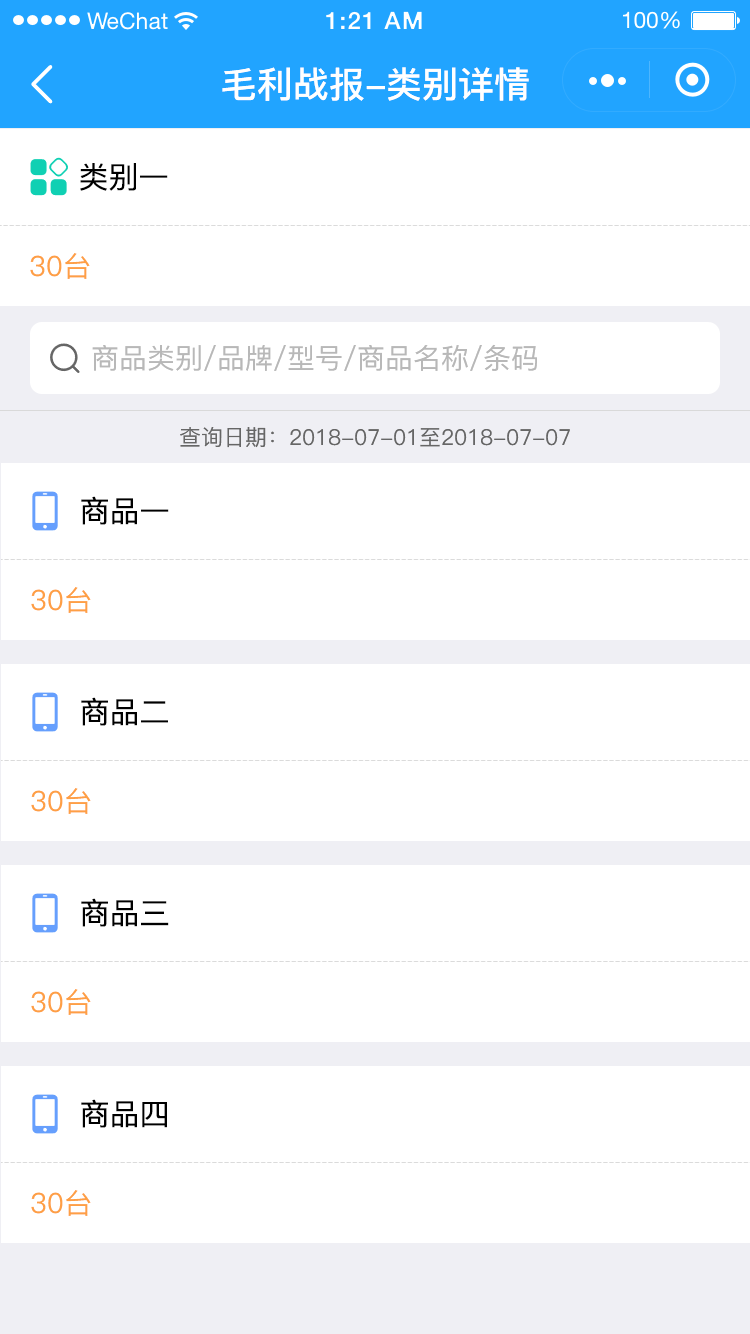 WeChat 1:21 AM 100%
毛利战报-类别详情
类别一
30台
商品类别/品牌/型号/商品名称/条码
查询日期：2018-07-01至2018-07-07
商品一
30台
商品二
30台
商品三
30台
商品四
30台